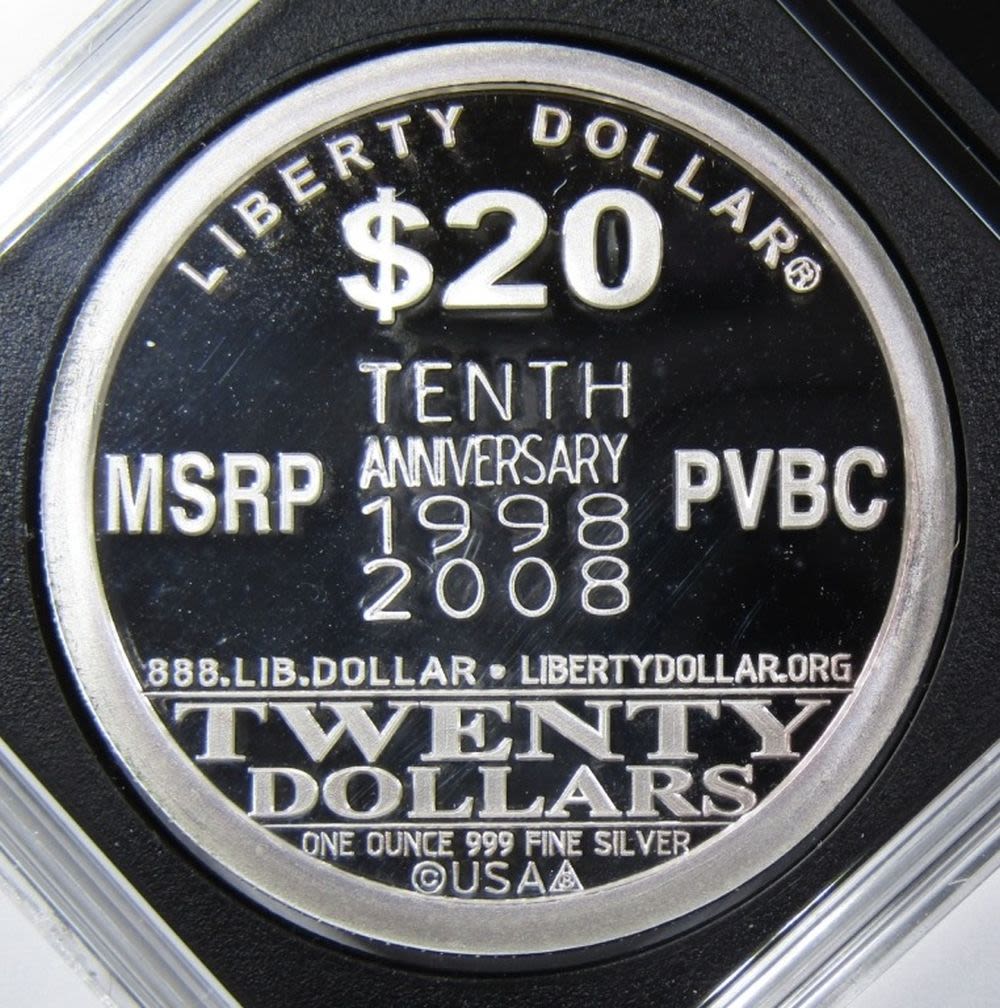 LIBERTY DOLLAR®
$20
TENTH
ANNIVERSARY
MSRP 1998 PVBC
2008
888.LIB.DOLLAR • LIBERTYDOLLAR.ORG
TWENTY
DOLLARS
ONE OUNCE 999 FINE SILVER
©USA